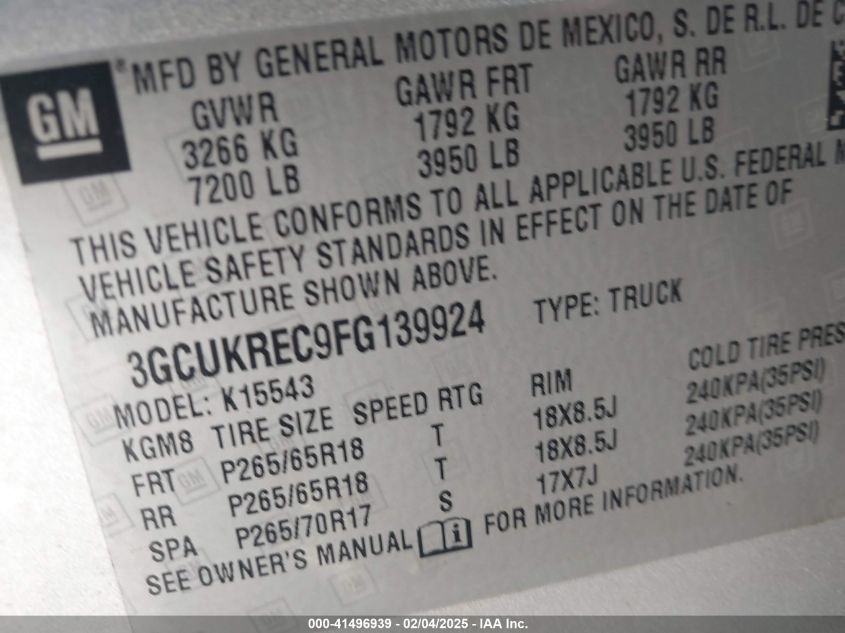 GM
MFD BY GENERAL MOTORS DE MEXICO, S. DE R.L. DE C
GVWR GAWR FRT GAWR RR
3266 KG 1792 KG 1792 KG
7200 LB 3950 LB 3950 LB
THIS VEHICLE CONFORMS TO ALL APPLICABLE U.S. FEDERAL M
VEHICLE SAFETY STANDARDS IN EFFECT ON THE DATE OF
MANUFACTURE SHOWN ABOVE.
3GCUKREC9FG139924 TYPE: TRUCK
MODEL: K15543
KGM8 TIRE SIZE SPEED RTG RIM COLD TIRE PRES
FRT P265/65R18 T 18X8.5J 240KPA(35PSI)
RR P265/65R18 T 18X8.5J 240KPA(35PSI)
SPA P265/70R17 S 17X7J 240KPA(35PSI)
SEE OWNER'S MANUAL i FOR MORE INFORMATION.
000-41496939 - 02/04/2025 - IAA Inc.